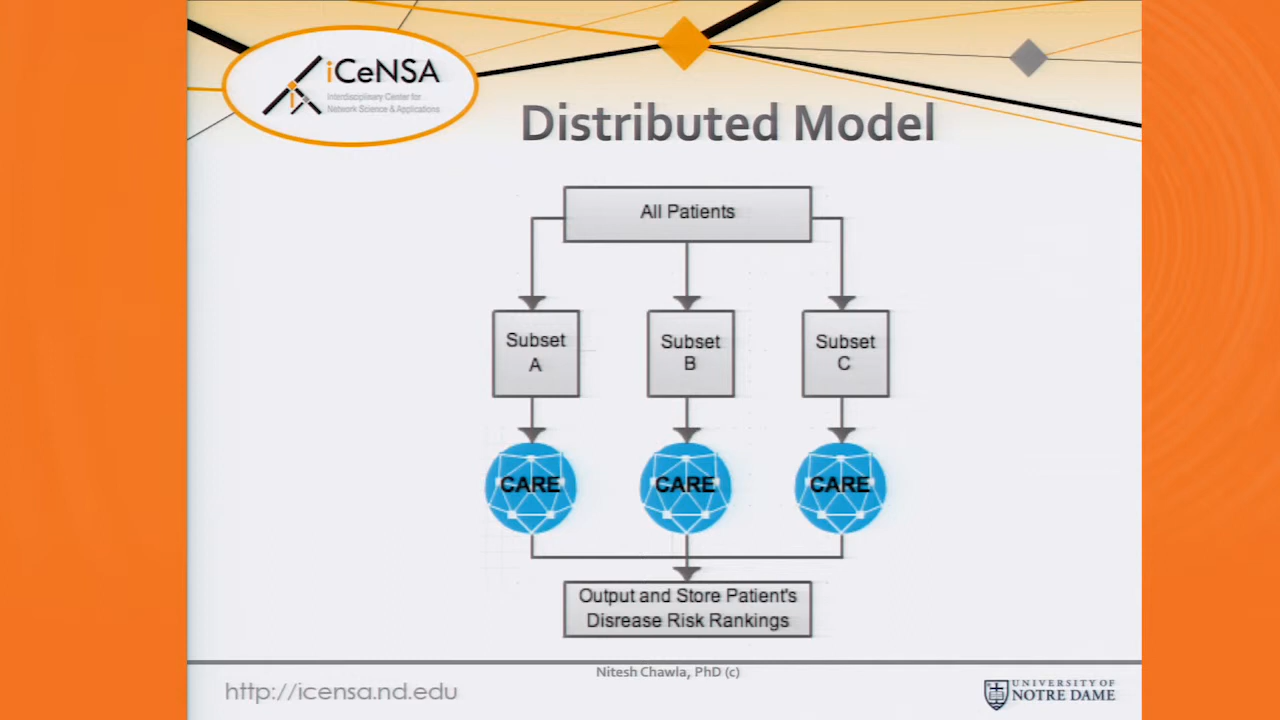 iCeNSA
Interdisciplinary Center for
Network Science & Applications
Distributed Model
All Patients
Subset
A
Subset
B
Subset
C
CARE
CARE
CARE
Output and Store Patient's
Disrease Risk Rankings
Nitesh Chawla, PhD (c)
http://icensa.nd.edu
UNIVERSITY OF
NOTRE DAME